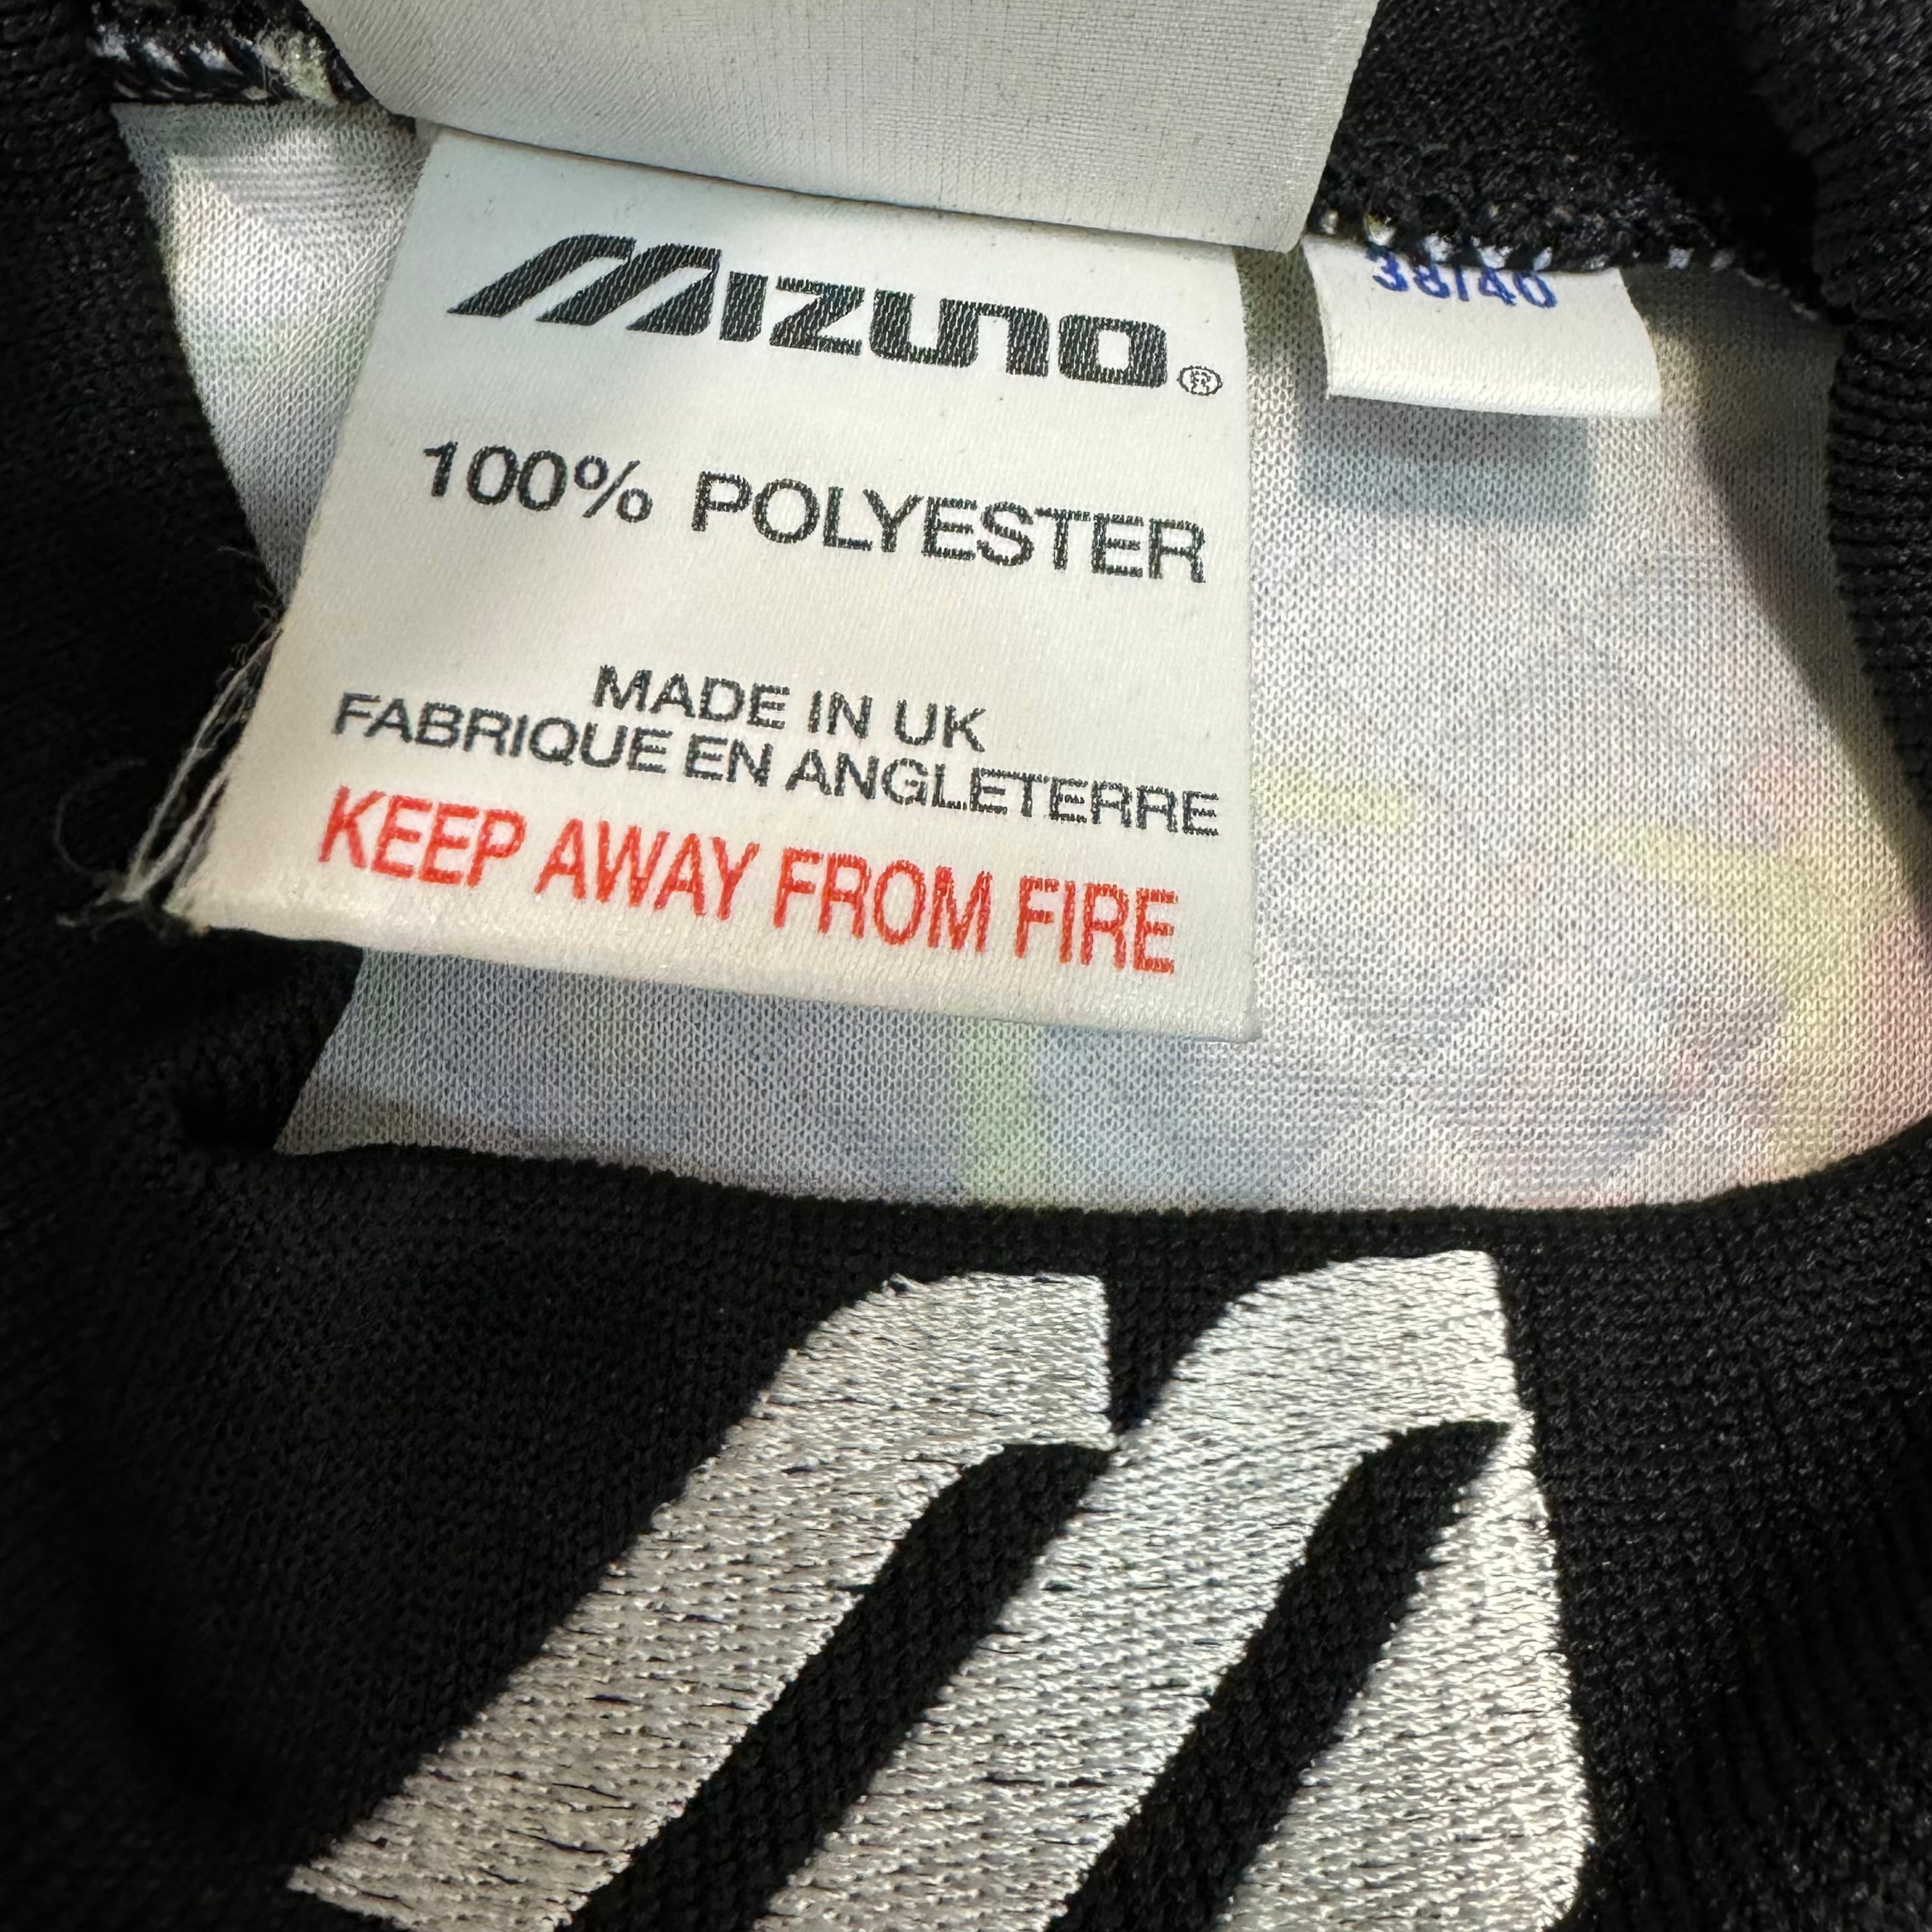 MIZUNO®
38/40
100% POLYESTER
MADE IN UK
FABRIQUE EN ANGLETERRE
KEEP AWAY FROM FIRE